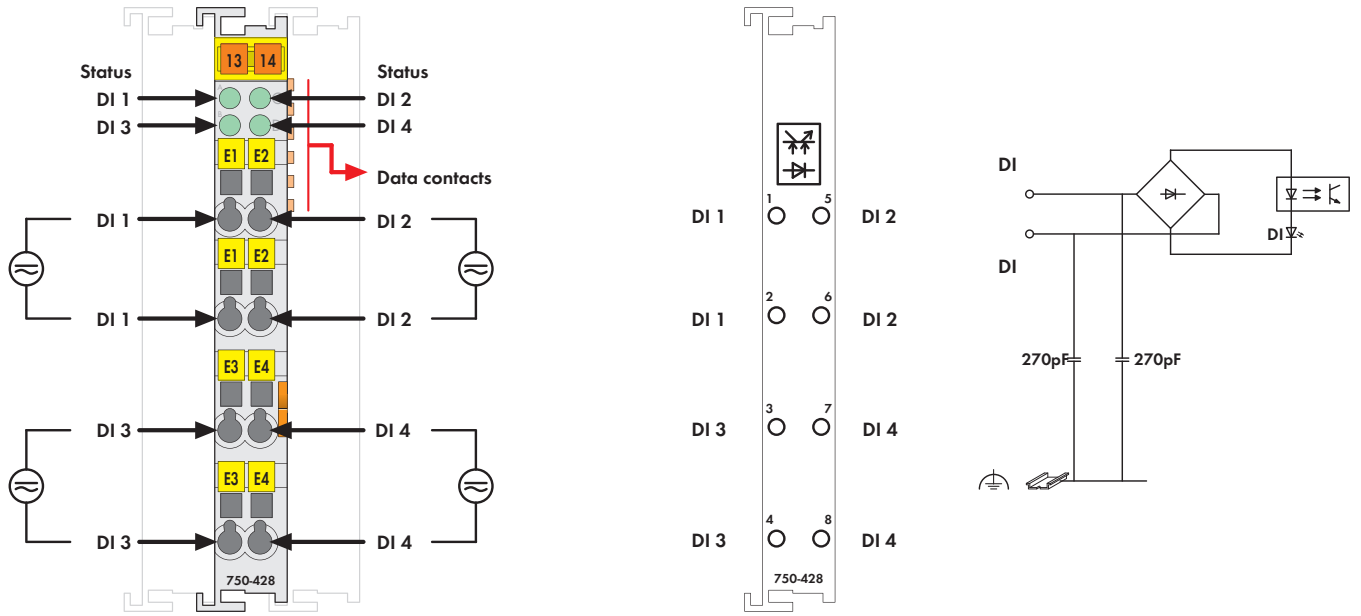 13 14
Status Status
A C
DI 1 DI 2
B D
DI 3 DI 4
E1 E2
Data contacts
DI 1 DI 2
E1 E2
DI 1 DI 2
E3 E4
DI 3 DI 4
E3 E4
DI 3 DI 4
750-428
1 5
DI 1 DI 2
2 6
DI 1 DI 2
3 7
DI 3 DI 4
4 8
DI 3 DI 4
750-428
DI
DI
DI
270pF 270pF